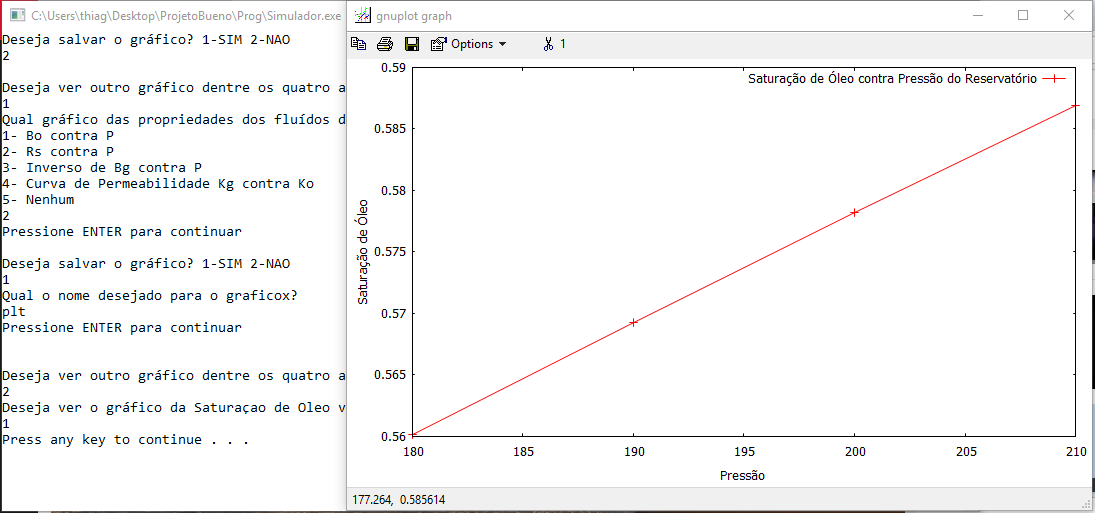 C:\Users\thiag\Desktop\ProjetoBueno\Prog\Simulador.exe
Deseja salvar o gráfico? 1-SIM 2-NAO
2
Deseja ver outro gráfico dentre os quatro a
1
Qual gráfico das propriedades dos fluídos d
1- Bo contra P
2- Rs contra P
3- Inverso de Bg contra P
4- Curva de Permeabilidade Kg contra Ko
5- Nenhum
2
Pressione ENTER para continuar
Deseja salvar o gráfico? 1-SIM 2-NAO
1
Qual o nome desejado para o graficox?
plt
Pressione ENTER para continuar
Deseja ver outro gráfico dentre os quatro a
2
Deseja ver o gráfico da Saturaçao de Oleo v
1
Press any key to continue . . .
gnuplot graph
Options
1
Saturação de Óleo contra Pressão do Reservatório
0.59
0.585
0.58
0.575
0.57
0.565
0.56
Saturação de Óleo
180
185
190
195
200
205
210
Pressão
177.264, 0.585614